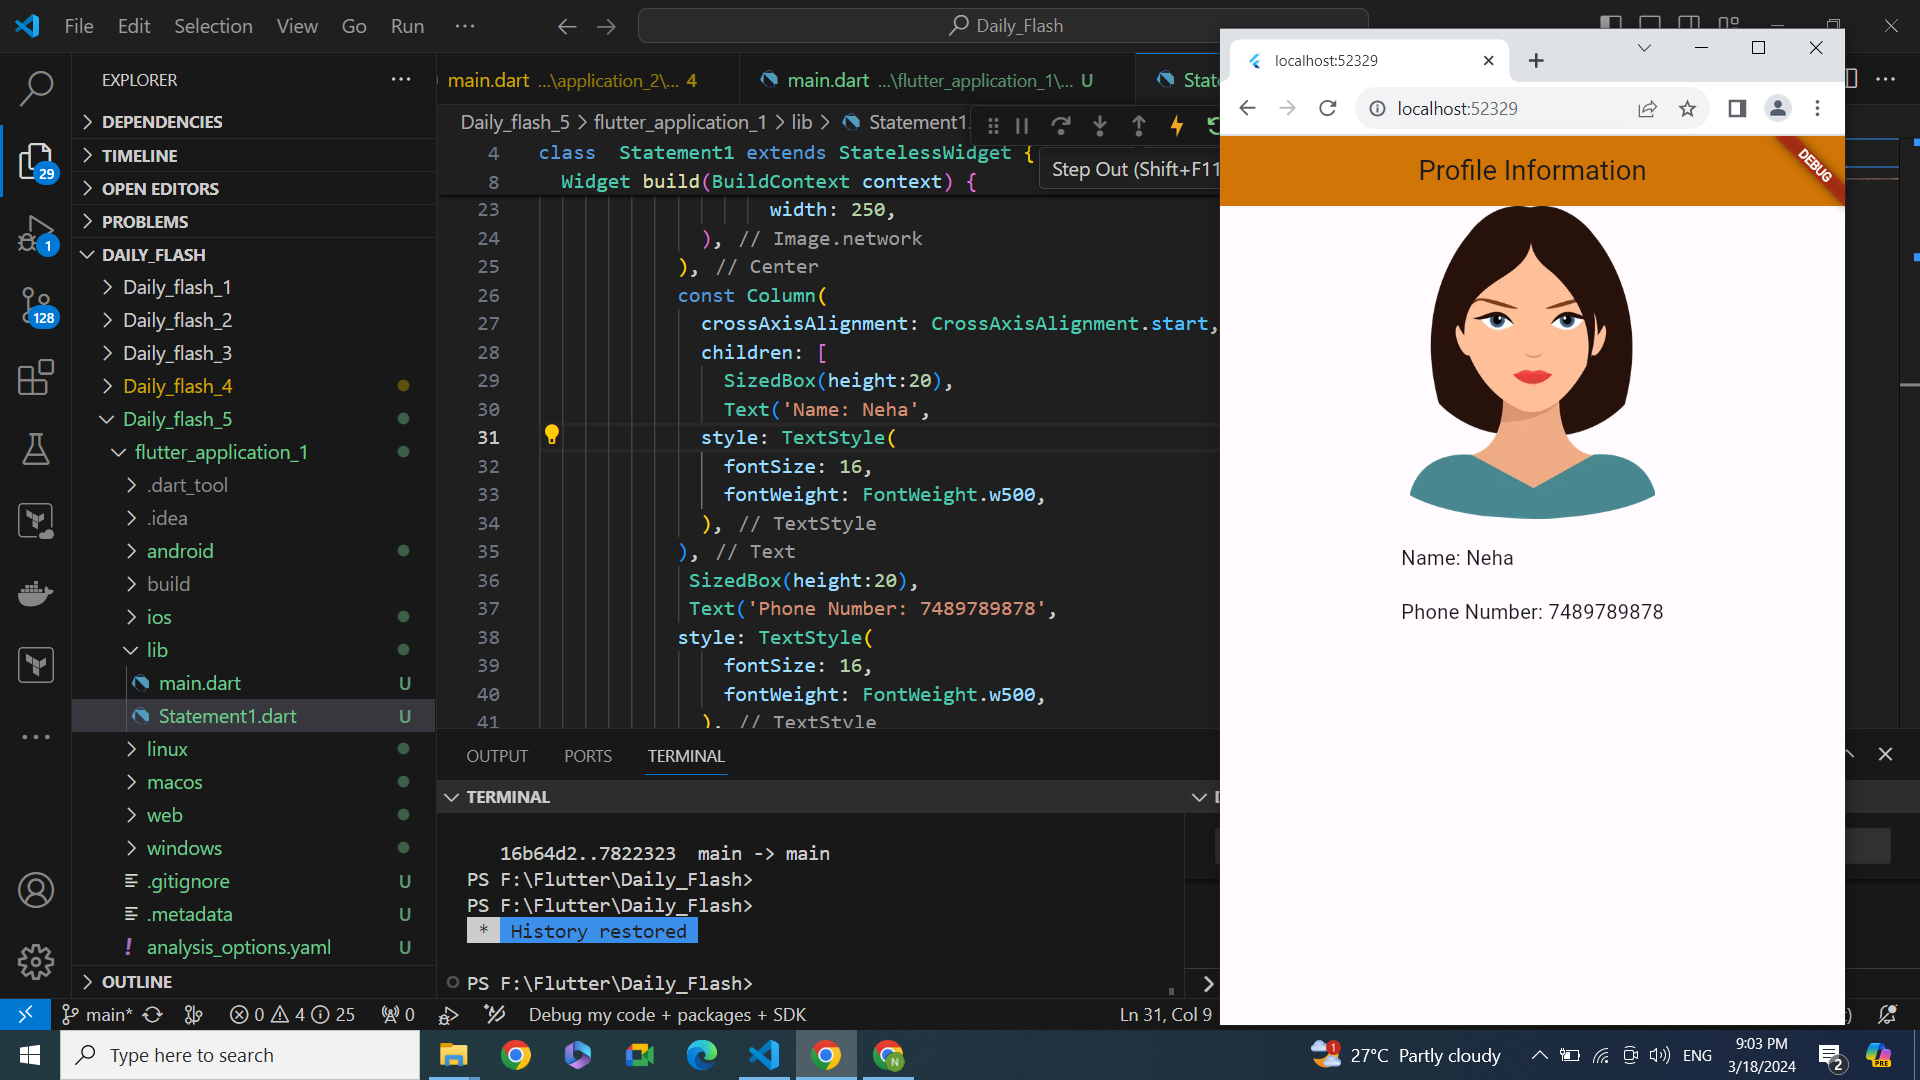 File Edit Selection View Go Run ···
Daily_Flash
EXPLORER
DEPENDENCIES
TIMELINE
OPEN EDITORS
PROBLEMS
DAILY_FLASH
Daily_flash_1
Daily_flash_2
Daily_flash_3
Daily_flash_4
Daily_flash_5
flutter_application_1
.dart_tool
.idea
android
build
ios
lib
main.dart U
Statement1.dart U
linux
macos
web
windows
.gitignore U
.metadata U
analysis_options.yaml U
OUTLINE
29
1
128
main.dart ...\application_2\... 4
main.dart ...\flutter_application_1\... U
State
Daily_flash_5 > flutter_application_1 > lib > Statement1.
Step Out (Shift+F11
4 class Statement1 extends StatelessWidget {
8 Widget build(BuildContext context) {
23 width: 250,
24 ), // Image.network
25 ), // Center
26 const Column(
27 crossAxisAlignment: CrossAxisAlignment.start,
28 children: [
29 SizedBox(height:20),
30 Text('Name: Neha',
31 style: TextStyle(
32 fontSize: 16,
33 fontWeight: FontWeight.w500,
34 ), // TextStyle
35 ), // Text
36 SizedBox(height:20),
37 Text('Phone Number: 7489789878',
38 style: TextStyle(
39 fontSize: 16,
40 fontWeight: FontWeight.w500,
41 ), // TextStyle
OUTPUT PORTS TERMINAL
TERMINAL
16b64d2..7822323 main -> main
PS F:\Flutter\Daily_Flash>
PS F:\Flutter\Daily_Flash>
* History restored
PS F:\Flutter\Daily_Flash>
main* 0 4 25 0 Debug my code + packages + SDK Ln 31, Col 9
localhost:52329
localhost:52329
Profile Information
DEBUG
Name: Neha
Phone Number: 7489789878
Type here to search
N
1
27°C Partly cloudy
ENG
9:03 PM
3/18/2024
2
PRE